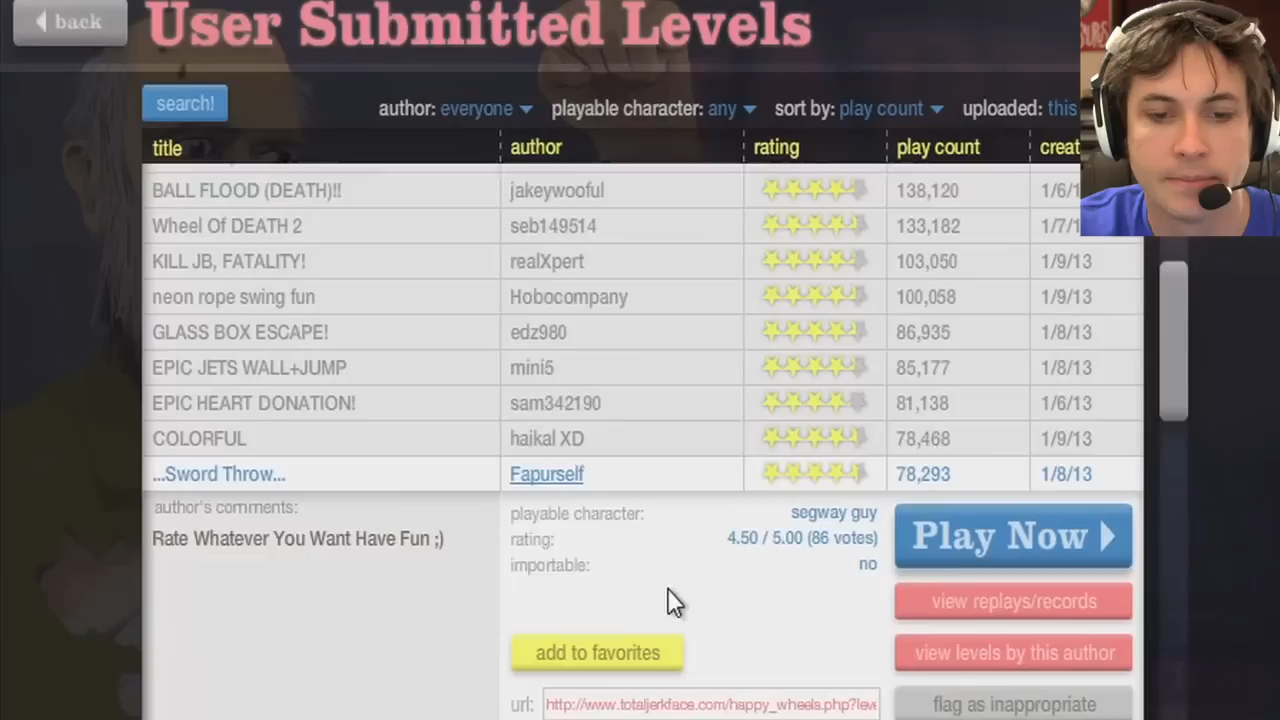 back
User Submitted Levels
search!
author: everyone playable character: any sort by: play count uploaded: this
title author rating play count creat
BALL FLOOD (DEATH)!! jakeywooful 138,120 1/6/1
Wheel Of DEATH 2 seb149514 133,182 1/7/1
KILL JB, FATALITY! realXpert 103,050 1/9/13
neon rope swing fun Hobocompany 100,058 1/9/13
GLASS BOX ESCAPE! edz980 86,935 1/8/13
EPIC JETS WALL+JUMP mini5 85,177 1/8/13
EPIC HEART DONATION! sam342190 81,138 1/6/13
COLORFUL haikal XD 78,468 1/9/13
...Sword Throw... Fapurself 78,293 1/8/13
author's comments:
Rate Whatever You Want Have Fun ;)
playable character: segway guy
rating: 4.50 / 5.00 (86 votes)
importable: no
add to favorites
url: http://www.totaljerkface.com/happy_wheels.php?leve
Play Now
view replays/records
view levels by this author
flag as inappropriate